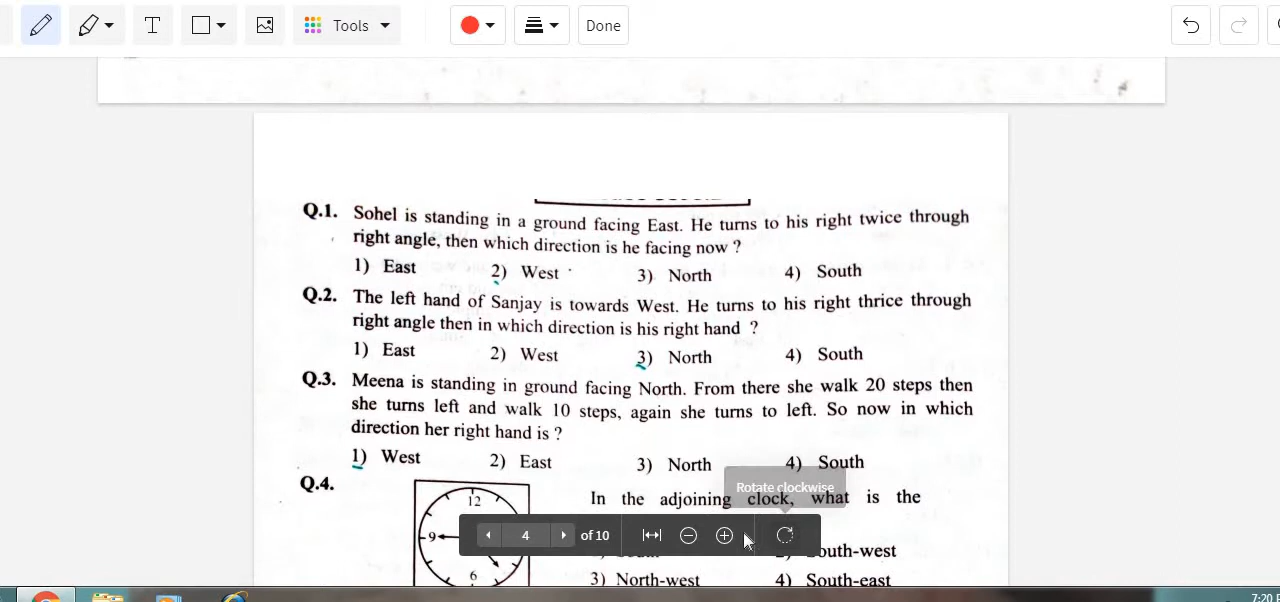 T Tools Done
Q.1. Sohel is standing in a ground facing East. He turns to his right twice through
right angle, then which direction is he facing now ?
1) East 2) West 3) North 4) South
Q.2. The left hand of Sanjay is towards West. He turns to his right thrice through
right angle then in which direction is his right hand ?
1) East 2) West 3) North 4) South
Q.3. Meena is standing in ground facing North. From there she walk 20 steps then
she turns left and walk 10 steps, again she turns to left. So now in which
direction her right hand is ?
1) West 2) East 3) North 4) South
Rotate clockwise
Q.4. 12 In the adjoining clock, what is the
9 4 of 10
South-west
6 3) North-west 4) South-east
7:20